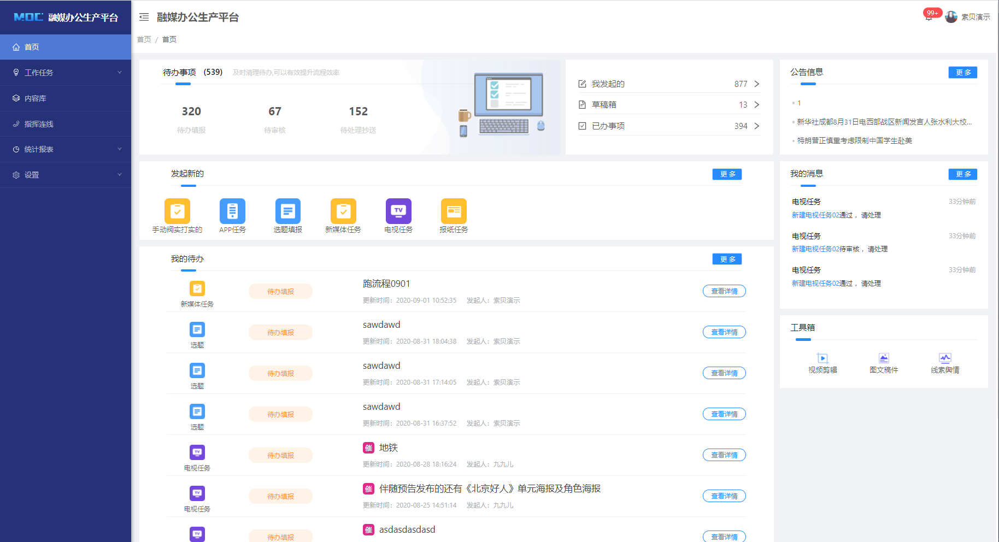 MOC 融媒办公生产平台
首页
工作任务
内容库
指挥连线
统计报表
设置
融媒办公生产平台
99+
索贝演示
首页 / 首页
待办事项 (539) 及时清理待办,可以有效提升流程效率
320 67 152
待办填报 待审核 待处理抄送
我发起的 877
草稿箱 13
已办事项 394
公告信息 更多
1
新华社成都8月31日电西部战区新闻发言人张水利大校...
特朗普正慎重考虑限制中国学生赴美
发起新的 更多
TV
手动阀实打实的 APP任务 选题填报 新媒体任务 电视任务 报纸任务
我的消息 更多
电视任务 33分钟前
新建电视任务02通过，请处理
电视任务 33分钟前
新建电视任务02待审核，请处理
电视任务 33分钟前
新建电视任务02通过，请处理
工具箱
视频剪辑 图文稿件 线索舆情
我的待办 更多
新媒体任务 待办填报 跑流程0901 查看详情
更新时间：2020-09-01 10:52:35 发起人：索贝演示
选题 待办填报 sawdawd 查看详情
更新时间：2020-08-31 18:04:38 发起人：索贝演示
选题 待办填报 sawdawd 查看详情
更新时间：2020-08-31 17:14:05 发起人：索贝演示
选题 待办填报 sawdawd 查看详情
更新时间：2020-08-31 16:37:52 发起人：索贝演示
TV 电视任务 待办填报 催 地铁 查看详情
更新时间：2020-08-28 18:16:24 发起人：九九儿
TV 电视任务 待办填报 催 伴随预告发布的还有《北京好人》单元海报及角色海报 查看详情
更新时间：2020-08-25 14:51:14 发起人：九九儿
TV 待办填报 催 asdasdasdasd 查看详情